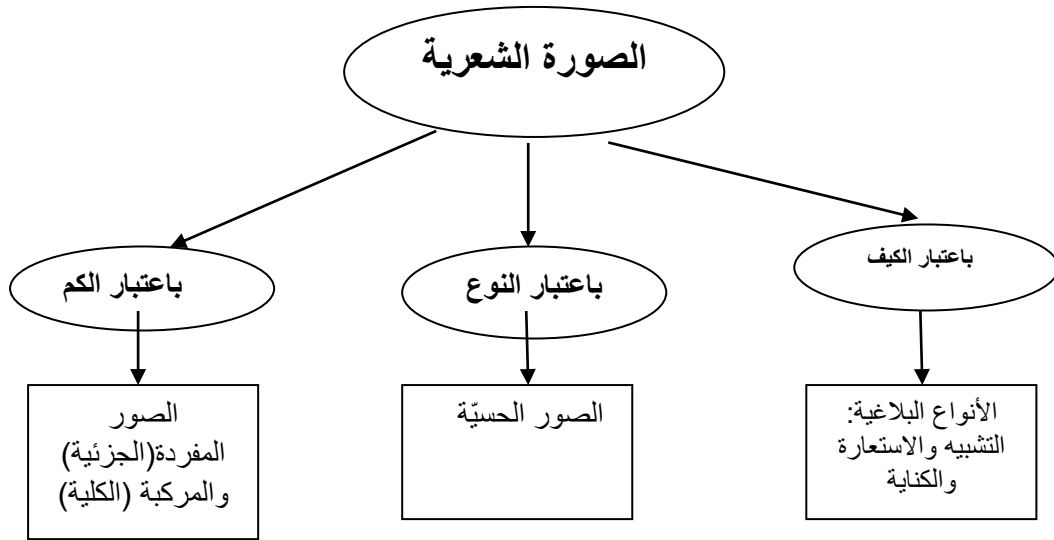 الصورة الشعرية
باعتبار الكيف
باعتبار النوع
باعتبار الكم
الأنواع البلاغية:
التشبيه والاستعارة
والكناية
الصور الحسيّة
الصور
المفردة(الجزئية)
والمركبة (الكلية)